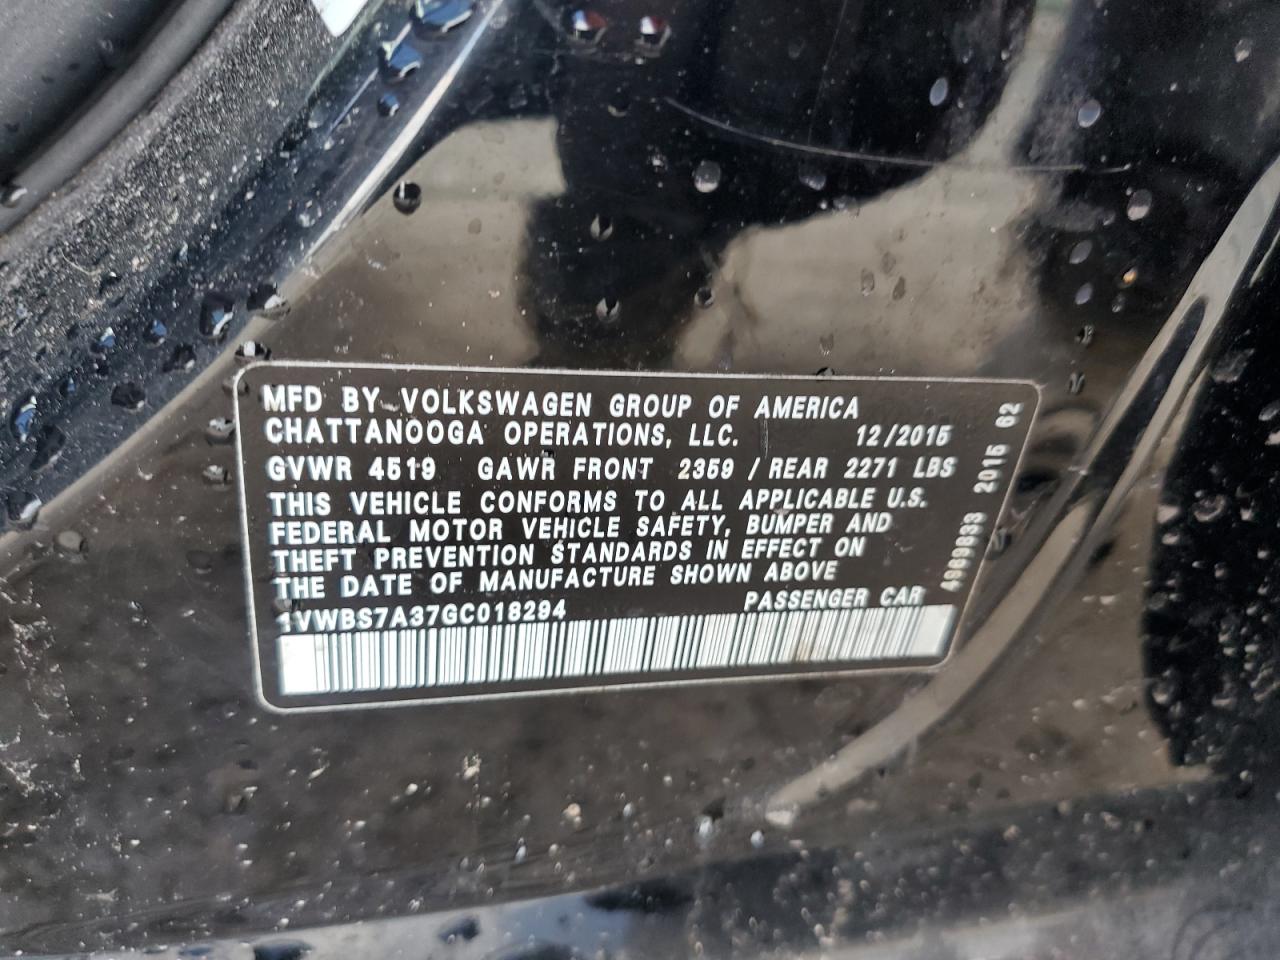 MFD BY VOLKSWAGEN GROUP OF AMERICA
CHATTANOOGA OPERATIONS, LLC. 12/2015
GVWR 4519 GAWR FRONT 2359 / REAR 2271 LBS
THIS VEHICLE CONFORMS TO ALL APPLICABLE U.S.
FEDERAL MOTOR VEHICLE SAFETY, BUMPER AND
THEFT PREVENTION STANDARDS IN EFFECT ON
THE DATE OF MANUFACTURE SHOWN ABOVE
1VWBS7A37GC018294 PASSENGER CAR
4989833 2015 62